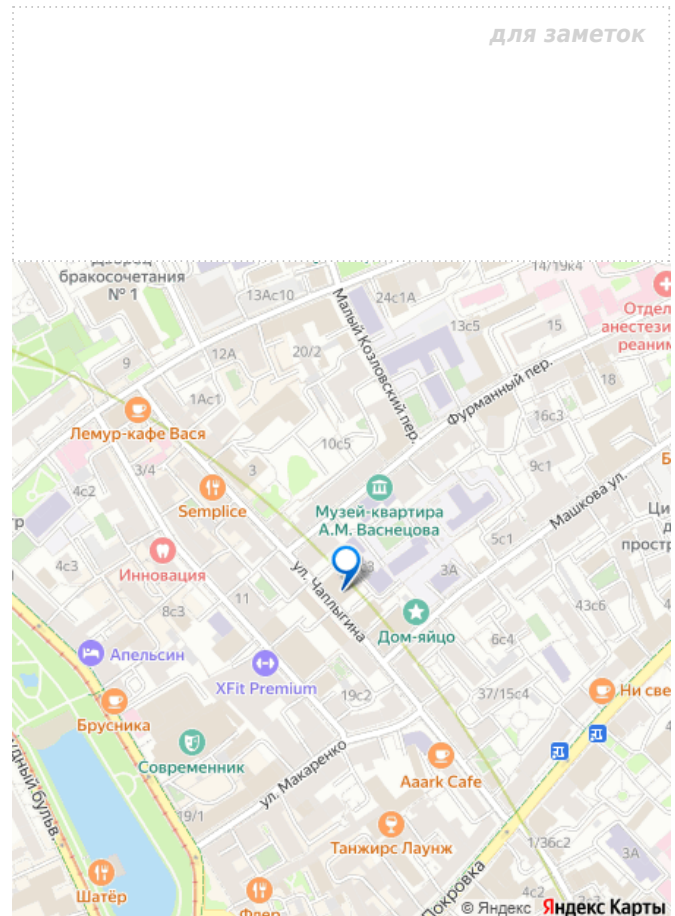 для заметок
бракосочетания
№ 1
14/19к4
13Ас10
24с1А
Отдел
анестези
реаним
Малый Козловский пер.
13с5
15
12А
20/2
9
Фурманный пер.
18
1Ас1
16с3
Лемур-кафе Вася
10с5
3/4
3
9с1
4с2
Semplice
Музей-квартира
А.М. Васнецова
Машкова ул.
Ци
д
простр
5с1
4с3
Инновация
ул. Чаплыгина
3А
11
8с3
43с6
Дом-яйцо
6с4
Апельсин
XFit Premium
19с2
37/15с4
Ни све
Брусника
Современник
ул. Макаренко
Aaark Cafe
19/1
Танжирс Лаунж
1/36с2
3А
Шатёр
Покровка
4с2
© Яндекс Яндекс Карты